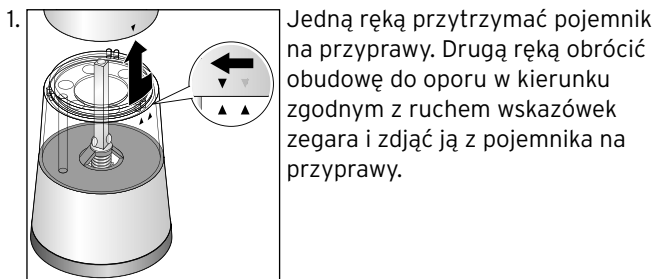 1. Jedną ręką przytrzymać pojemnik
na przyprawy. Drugą ręką obrócić
obudowę do oporu w kierunku
zgodnym z ruchem wskazówek
zegara i zdjąć ją z pojemnika na
przyprawy.